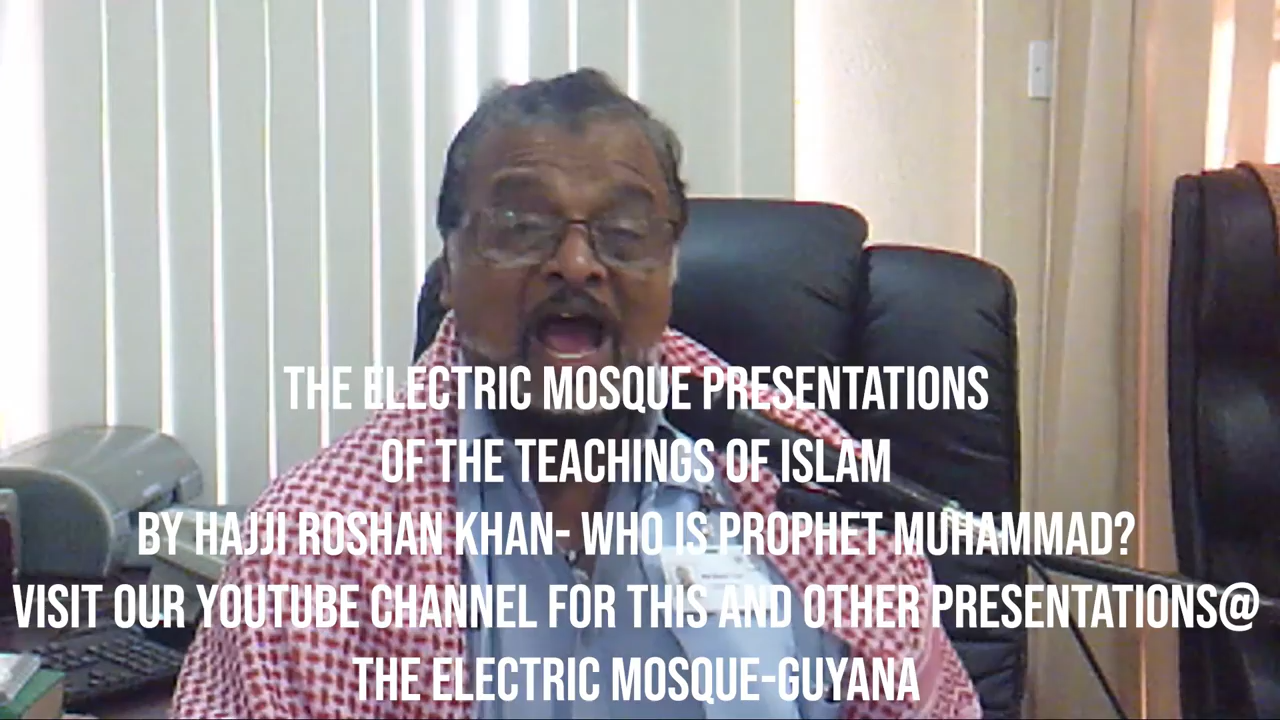 THE ELECTRIC MOSQUE PRESENTATIONS
OF THE TEACHINGS OF ISLAM
BY HAJJI ROSHAN KHAN- WHO IS PROPHET MUHAMMAD?
VISIT OUR YOUTUBE CHANNEL FOR THIS AND OTHER PRESENTATIONS@
THE ELECTRIC MOSQUE-GUYANA